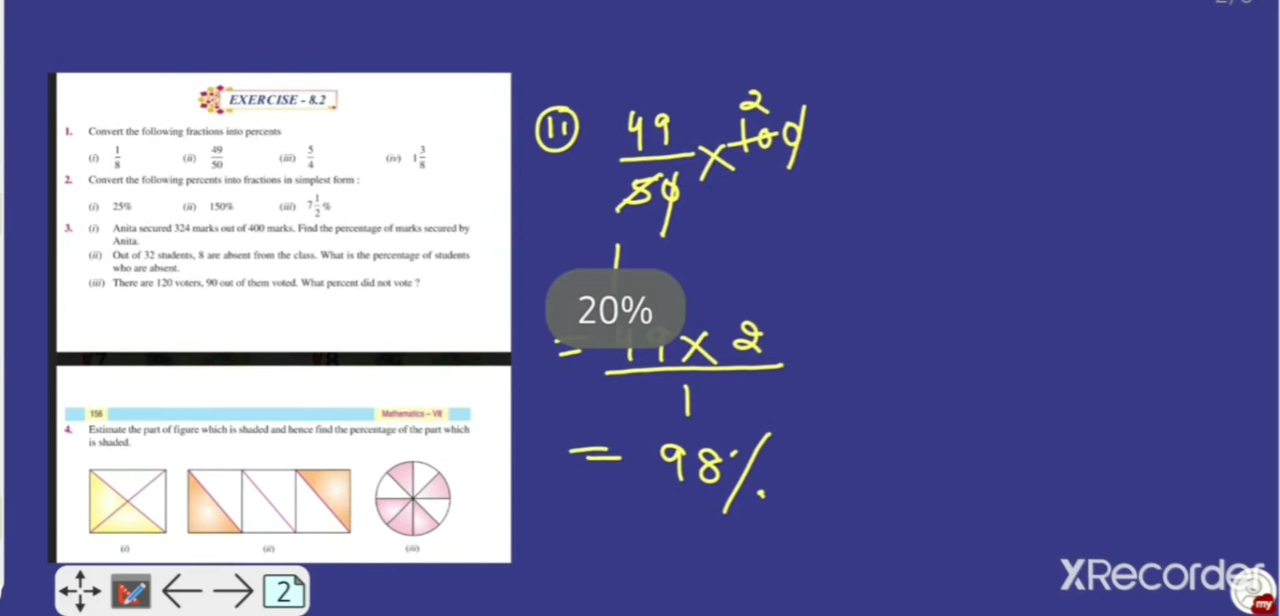 EXERCISE - 8.2
1. Convert the following fractions into percents
(i) 1/8 (ii) 49/50 (iii) 5/4 (iv) 1 3/8
2. Convert the following percents into fractions in simplest form :
(i) 25% (ii) 150% (iii) 7 1/2 %
3. (i) Anita secured 324 marks out of 400 marks. Find the percentage of marks secured by
Anita.
(ii) Out of 32 students, 8 are absent from the class. What is the percentage of students
who are absent.
(iii) There are 120 voters, 90 out of them voted. What percent did not vote ?
156 Mathematics – VII
4. Estimate the part of figure which is shaded and hence find the percentage of the part which
is shaded.
(i) (ii) (iii)
2
(11) 49/50 × 100 2
1
20%
= 49 × 2
1
= 98%
XRecorder
my